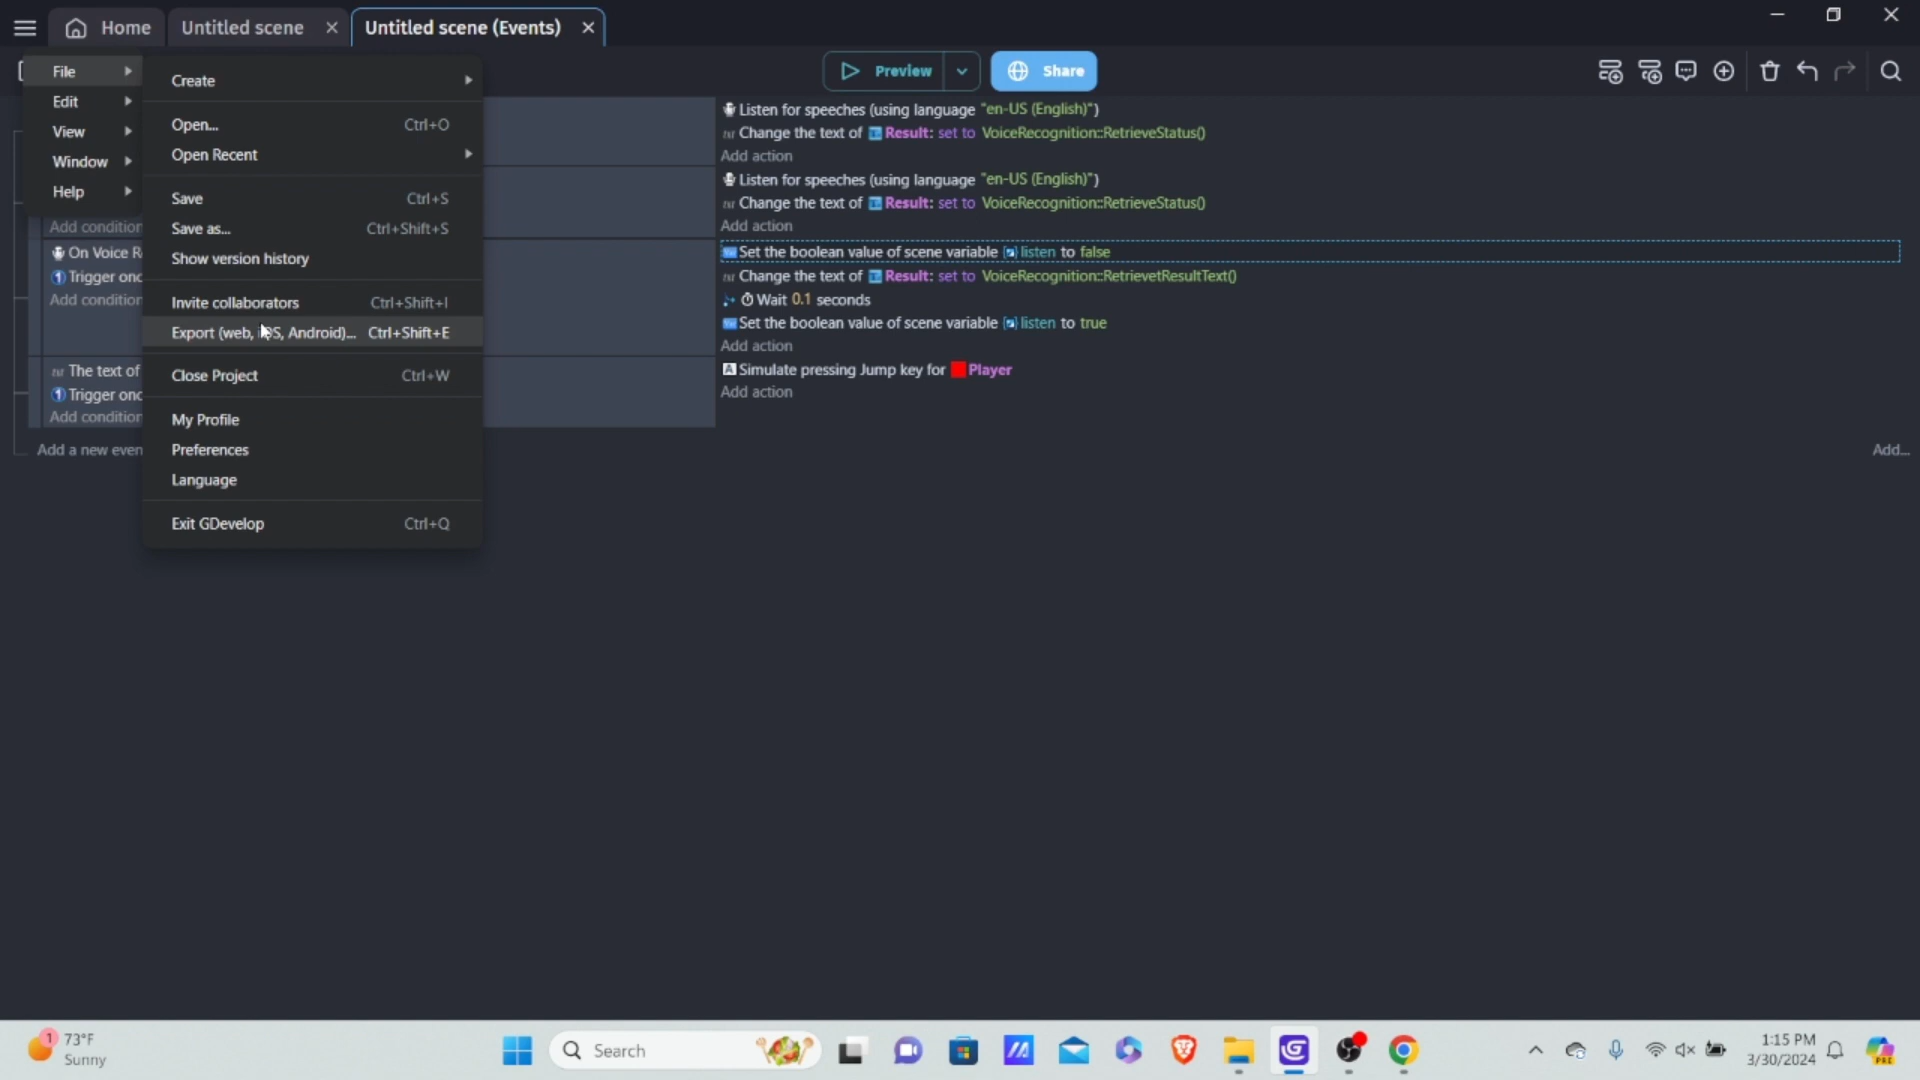 Home
Untitled scene
Untitled scene (Events)
File
Edit
View
Window
Help
Create
Open... Ctrl+O
Open Recent
Save Ctrl+S
Save as... Ctrl+Shift+S
Show version history
Invite collaborators Ctrl+Shift+I
Export (web, iOS, Android)... Ctrl+Shift+E
Close Project Ctrl+W
My Profile
Preferences
Language
Exit GDevelop Ctrl+Q
Preview
Share
Listen for speeches (using language "en-US (English)")
Change the text of Result: set to VoiceRecognition::RetrieveStatus()
Add action
Listen for speeches (using language "en-US (English)")
Change the text of Result: set to VoiceRecognition::RetrieveStatus()
Add action
Add condition
On Voice R
Trigger onc
Add condition
Set the boolean value of scene variable listen to false
Change the text of Result: set to VoiceRecognition::RetrievetResultText()
Wait 0.1 seconds
Set the boolean value of scene variable listen to true
Add action
The text of
Trigger onc
Add condition
Simulate pressing Jump key for Player
Add action
Add a new even
Add...
1
73°F
Sunny
Search
1:15 PM
3/30/2024
PRE